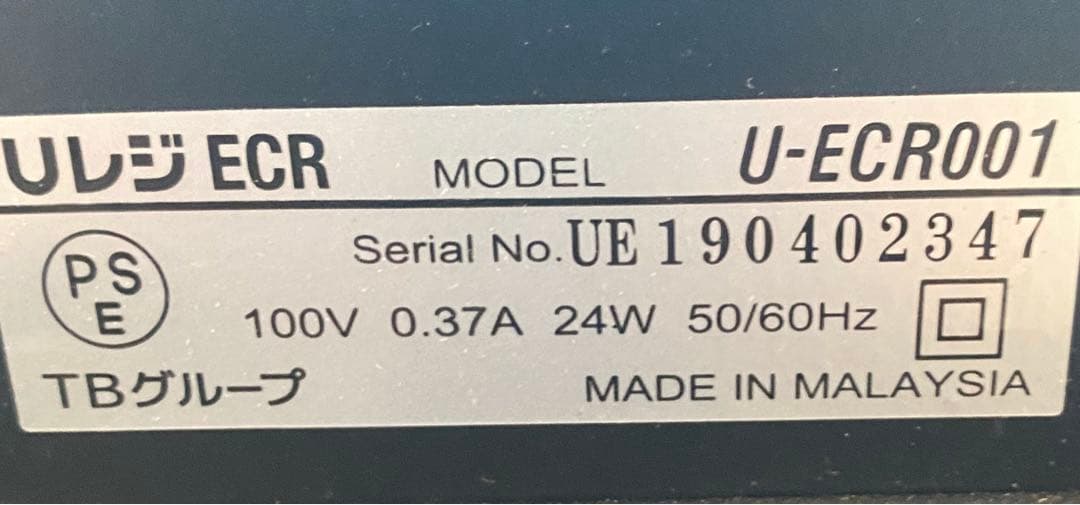 Uレジ ECR MODEL U-ECR001
Serial No. UE190402347
PS
E
100V 0.37A 24W 50/60Hz
TBグループ MADE IN MALAYSIA